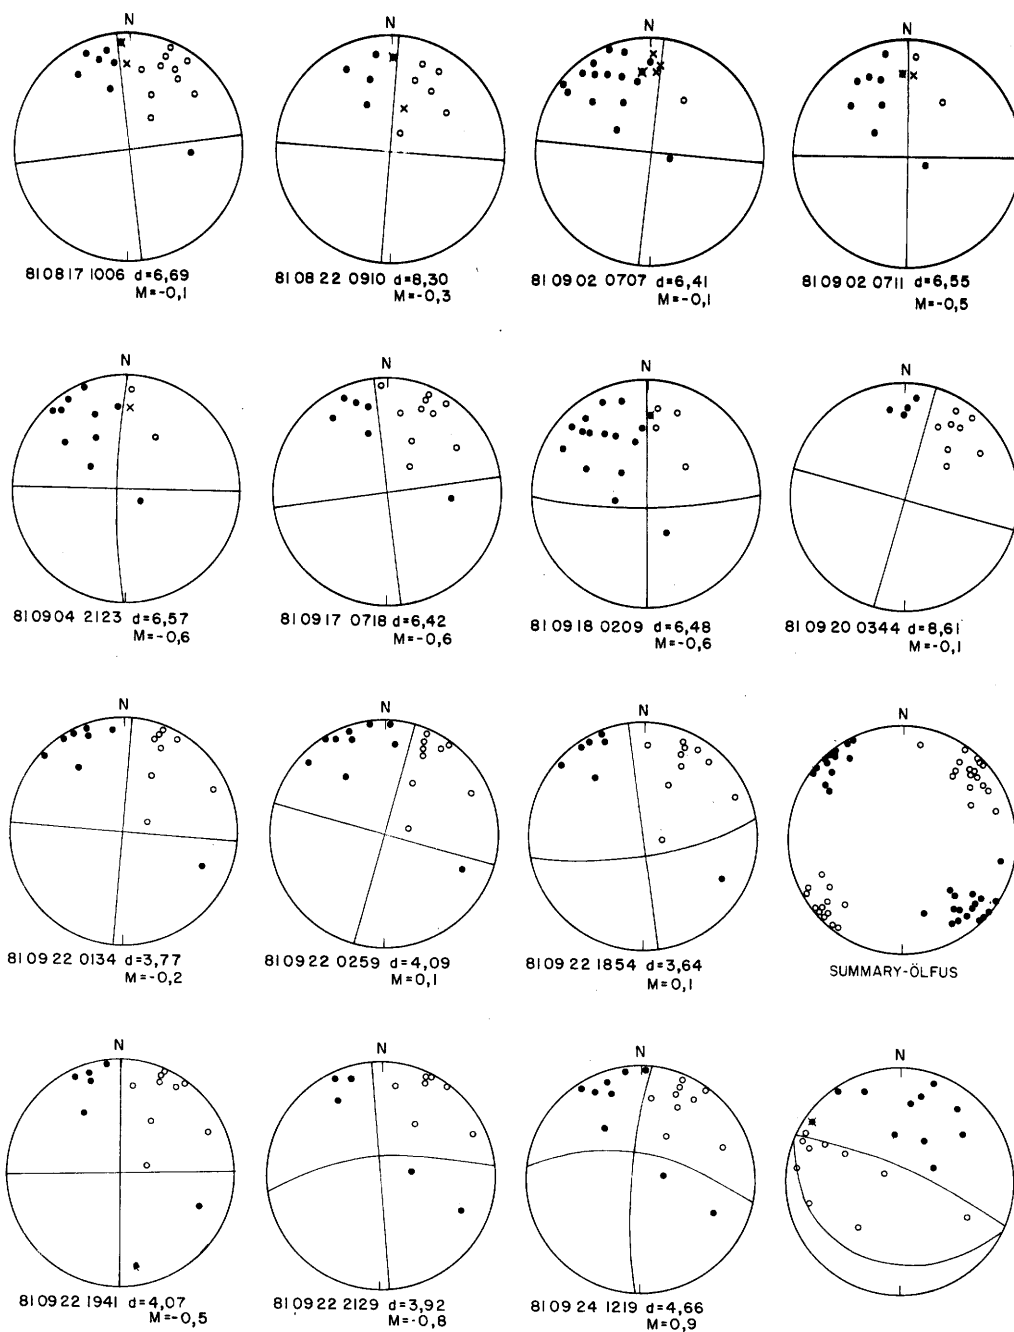 N N N N
810817 1006 d=6,69
M=-0,1
810822 0910 d=8,30
M=-0,3
810902 0707 d=6,41
M=-0,1
810902 0711 d=6,55
M=-0,5
N N N N
810904 2123 d=6,57
M=-0,6
810917 0718 d=6,42
M=-0,6
810918 0209 d=6,48
M=-0,6
810920 0344 d=8,61
M=-0,1
N N N N
810922 0134 d=3,77
M=-0,2
810922 0259 d=4,09
M=0,1
810922 1854 d=3,64
M=0,1
SUMMARY-ÖLFUS
N N N N
810922 1941 d=4,07
M=-0,5
810922 2129 d=3,92
M=-0,8
810924 1219 d=4,66
M=0,9